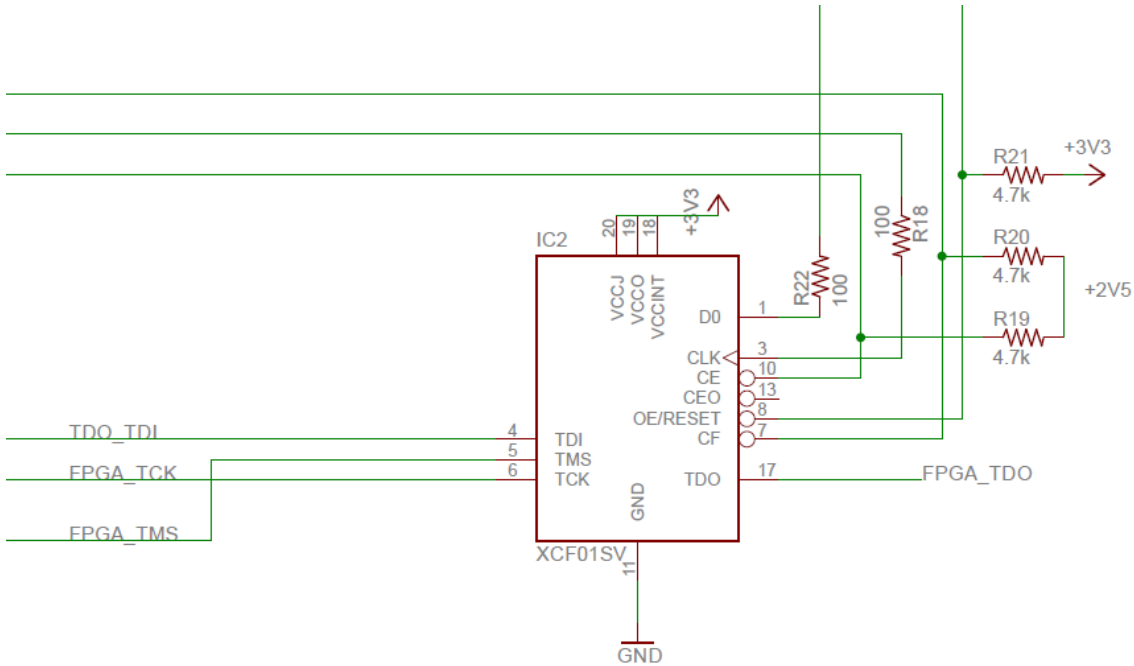 R21
+3V3
4.7k
100
R18
R20
4.7k
+2V5
R19
4.7k
+3V3
20
19
18
IC2
VCCJ
VCCO
VCCINT
R22
100
D0
1
CLK
3
CE
10
CEO
13
OE/RESET
8
CF
7
TDO_TDI
4
TDI
5
TMS
FPGA_TCK
6
TCK
TDO
17
FPGA_TDO
GND
FPGA_TMS
XCF01SV
11
GND